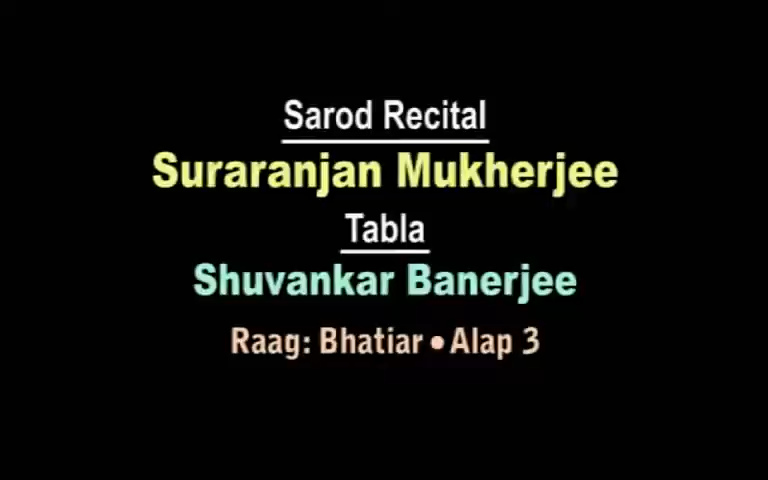 Sarod Recital
Suraranjan Mukherjee
Tabla
Shuvankar Banerjee
Raag: Bhatiar • Alap 3